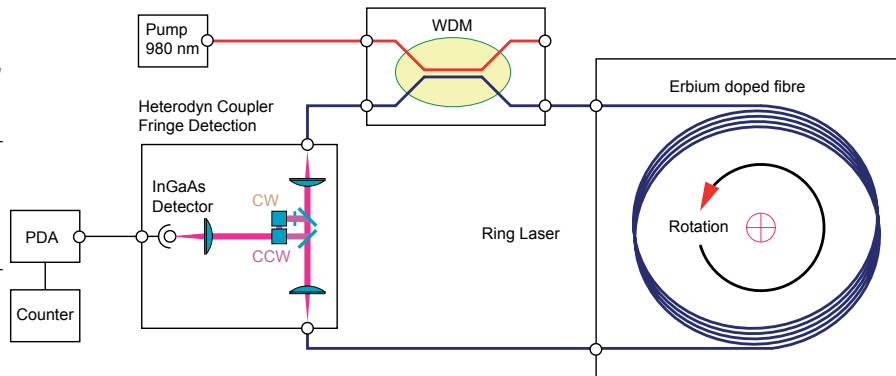 Pump
980 nm
WDM
Erbium doped fibre
Heterodyn Coupler
Fringe Detection
InGaAs
Detector
CW
CCW
PDA
Counter
Ring Laser
Rotation